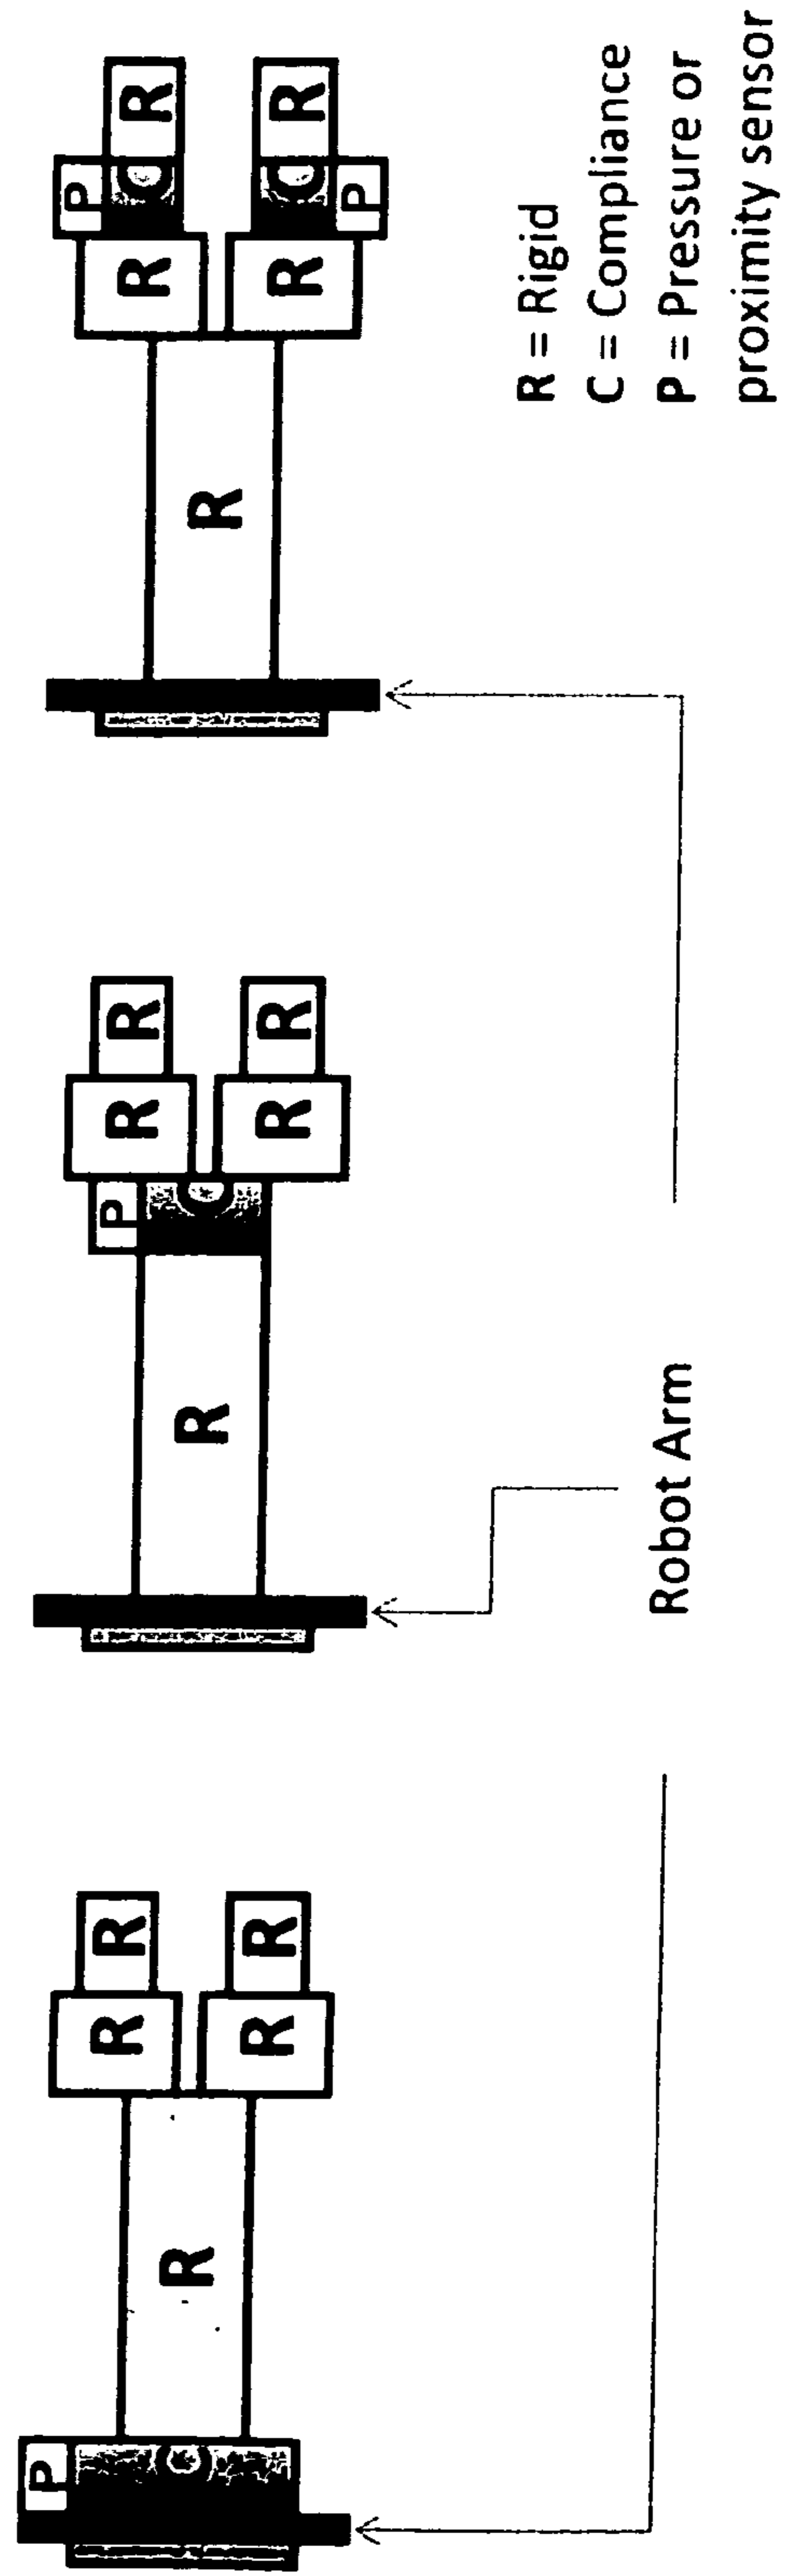 P
R R
R
R R
P R R
R
R R
P
R R
R
R R
P
R = Rigid
C = Compliance
P = Pressure or
proximity sensor
Robot Arm